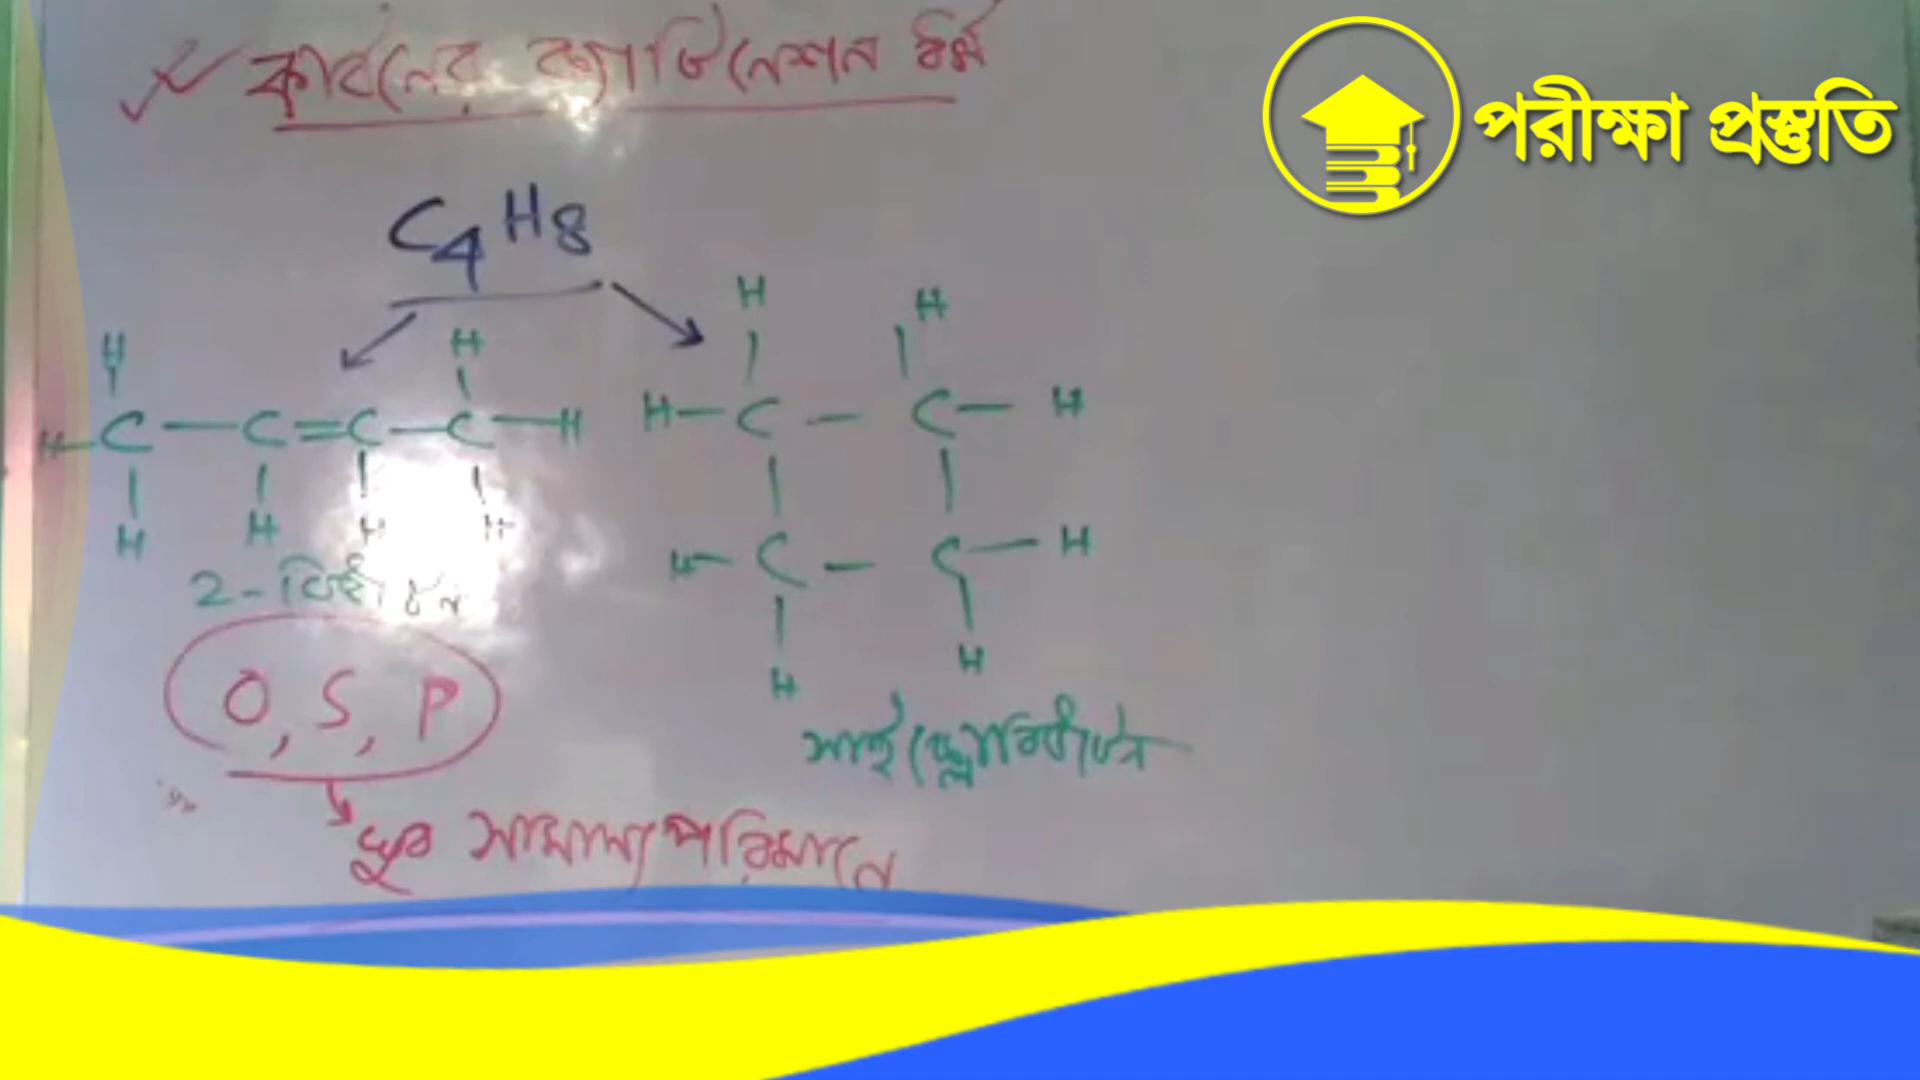 কার্বনের ক্যাটিনেশন ধর্ম
পরীক্ষা প্রস্তুতি
C4H8
H H
H H
H-C-C=C-C-H
H-C-C-H
H H H H
H-C-C-H
H H
2-বিউটিন
সাইক্লোবিউটেন
O, S, P
খুব সামান্য পরিমানে